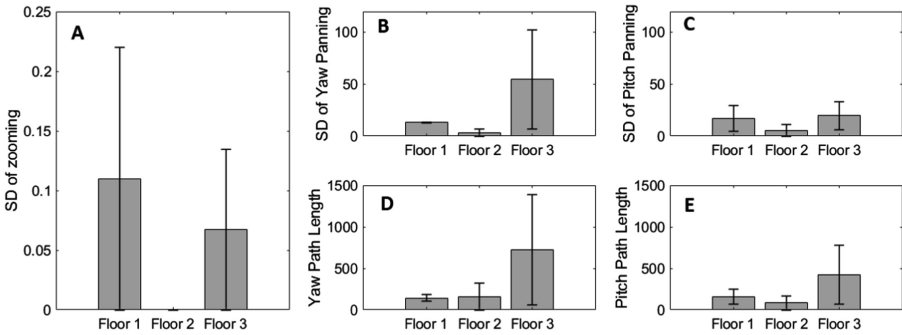 A
SD of zooming
0.25
0.2
0.15
0.1
0.05
0
Floor 1 Floor 2 Floor 3
B
SD of Yaw Panning
100
50
0
Floor 1 Floor 2 Floor 3
C
SD of Pitch Panning
100
50
0
Floor 1 Floor 2 Floor 3
D
Yaw Path Length
1500
1000
500
0
Floor 1 Floor 2 Floor 3
E
Pitch Path Length
1500
1000
500
0
Floor 1 Floor 2 Floor 3